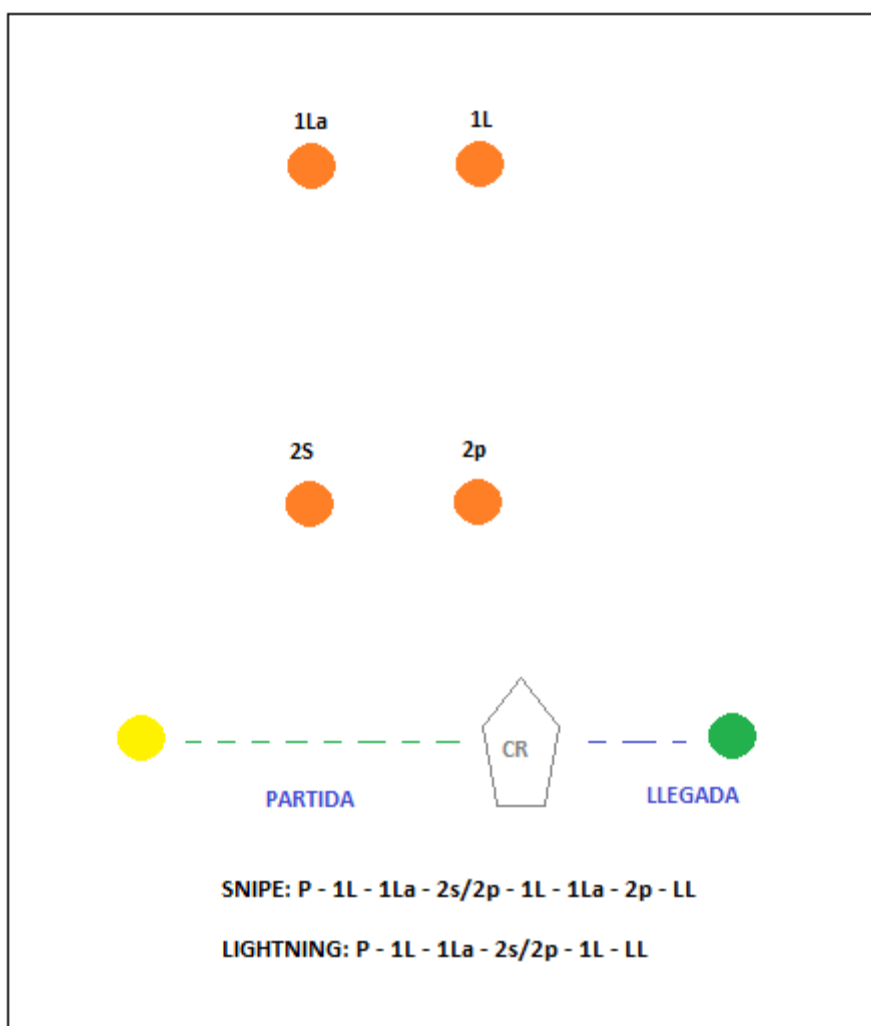 1La 1L
2S 2p
CR
PARTIDA LLEGADA
SNIPE: P - 1L - 1La - 2s/2p - 1L - 1La - 2p - LL
LIGHTNING: P - 1L - 1La - 2s/2p - 1L - LL